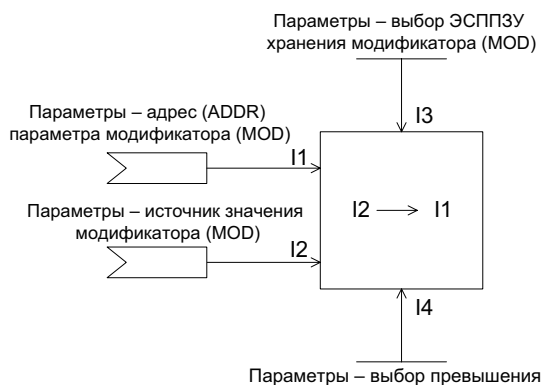 Параметры – выбор ЭСППЗУ
хранения модификатора (MOD)
I3
Параметры – адрес (ADDR)
параметра модификатора (MOD)
I1
I2 I1
Параметры – источник значения
модификатора (MOD)
I2
I4
Параметры – выбор превышения